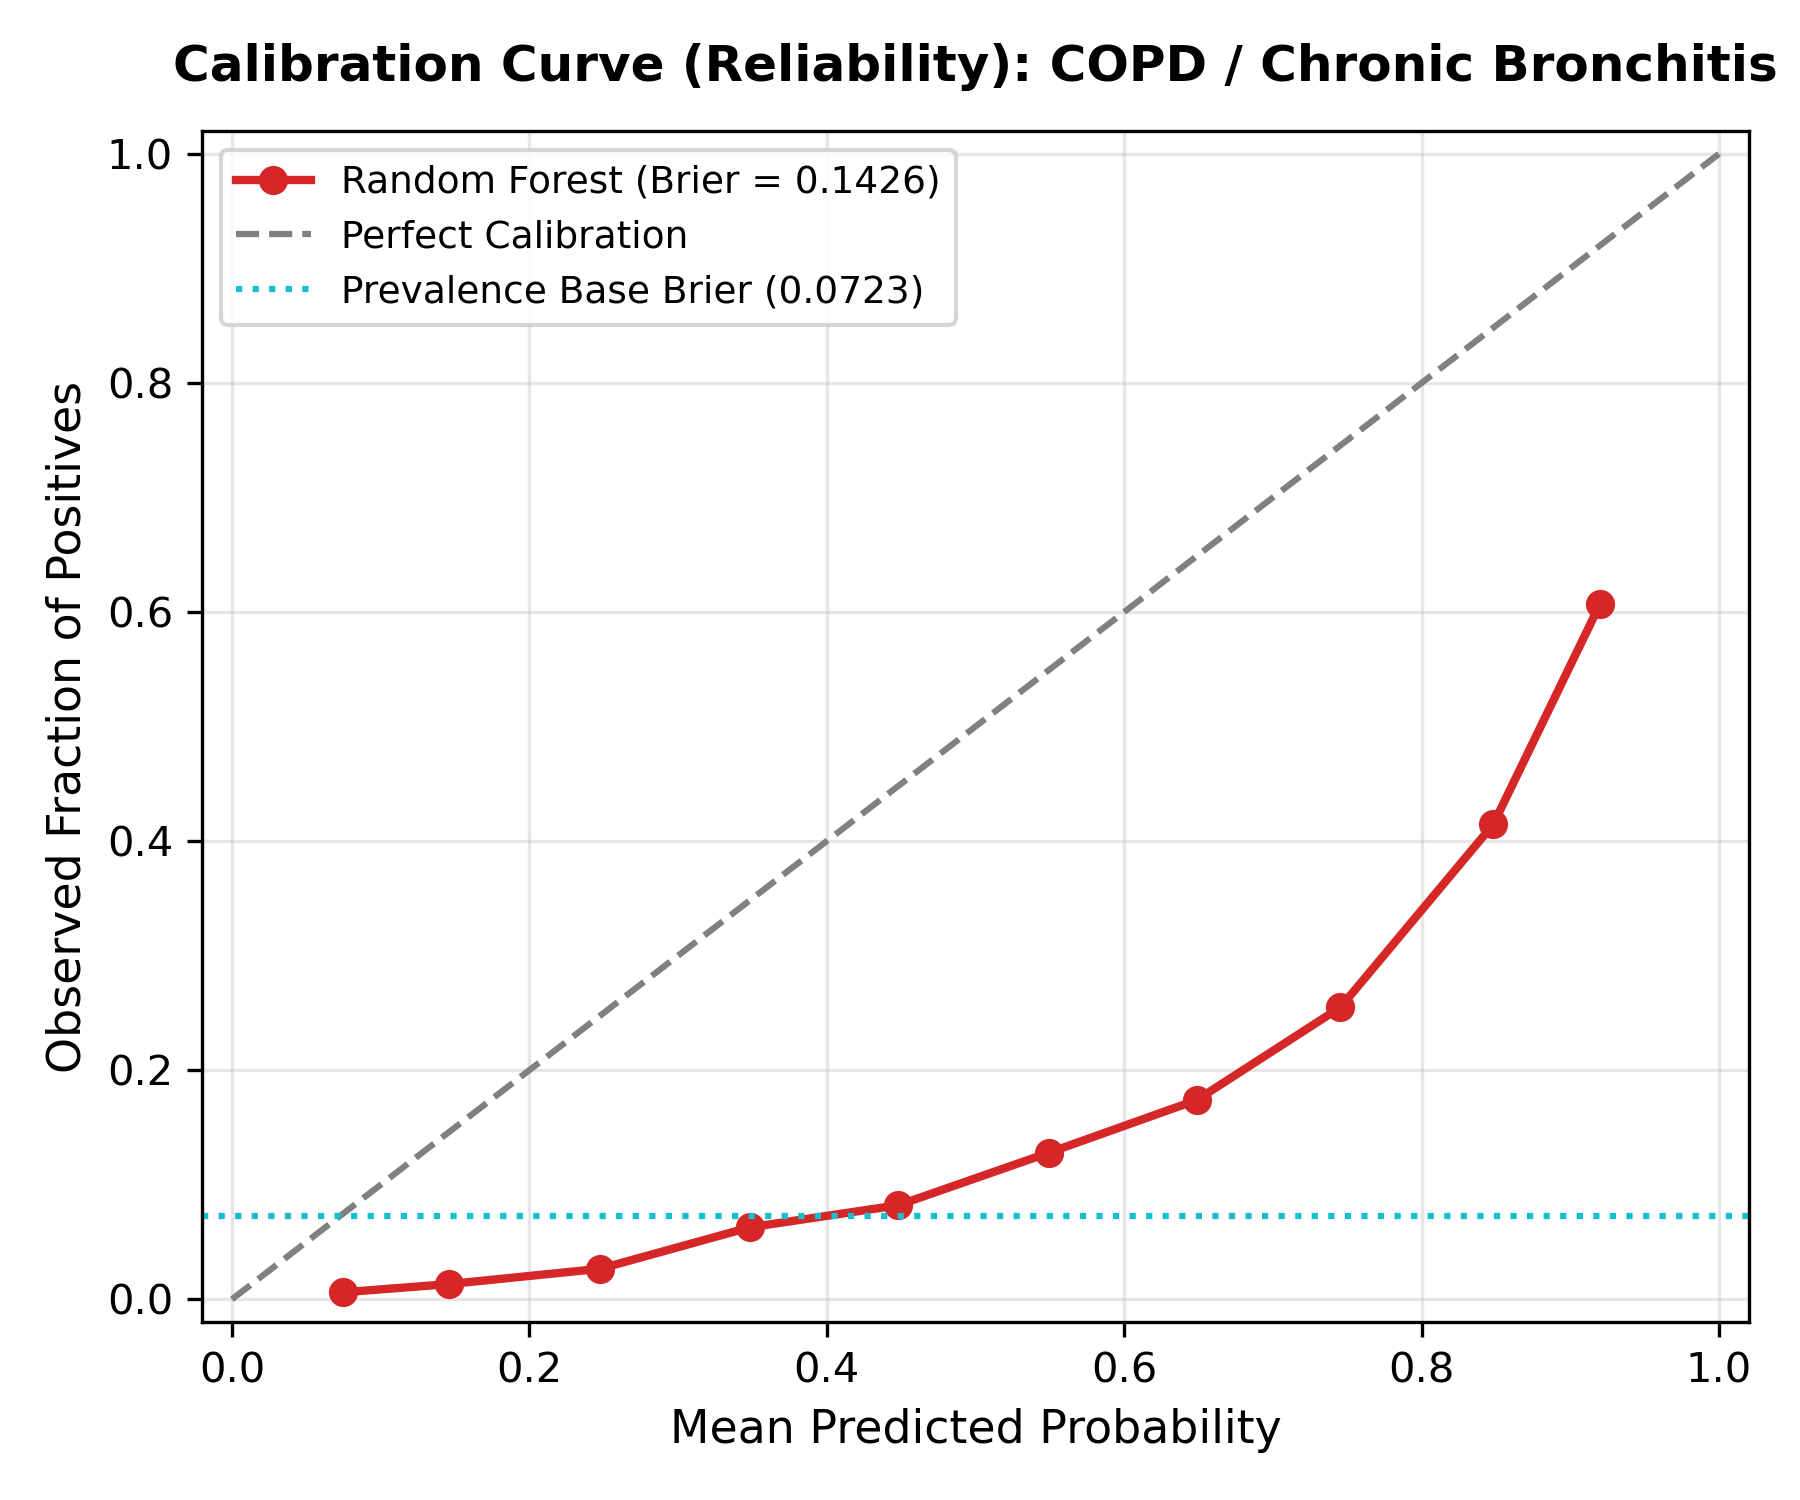 Calibration Curve (Reliability): COPD / Chronic Bronchitis
Random Forest (Brier = 0.1426)
Perfect Calibration
Prevalence Base Brier (0.0723)
Observed Fraction of Positives
1.0
0.8
0.6
0.4
0.2
0.0
0.0 0.2 0.4 0.6 0.8 1.0
Mean Predicted Probability